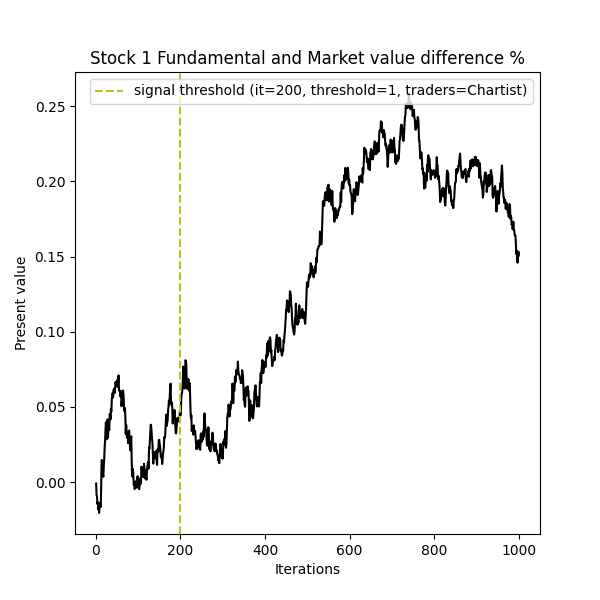 Stock 1 Fundamental and Market value difference %
signal threshold (it=200, threshold=1, traders=Chartist)
0.25
0.20
0.15
0.10
0.05
0.00
Present value
0 200 400 600 800 1000
Iterations